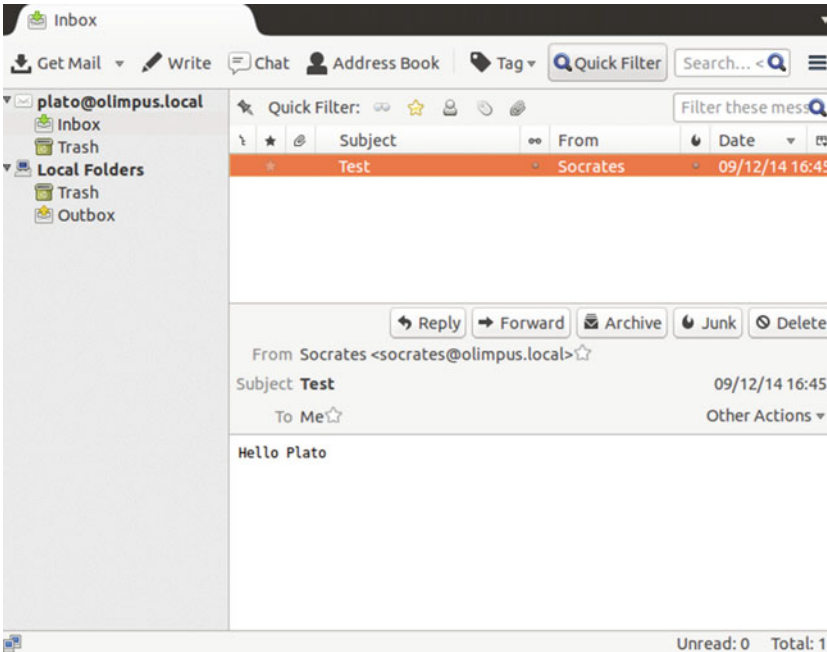 Inbox
Get Mail Write Chat Address Book Tag Quick Filter Search... <
plato@olimpus.local
Inbox
Trash
Local Folders
Trash
Outbox
Quick Filter: Filter these mess
Subject From Date
Test Socrates 09/12/14 16:45
Reply Forward Archive Junk Delete
From Socrates <socrates@olimpus.local>
Subject Test 09/12/14 16:45
To Me Other Actions
Hello Plato
Unread: 0 Total: 1